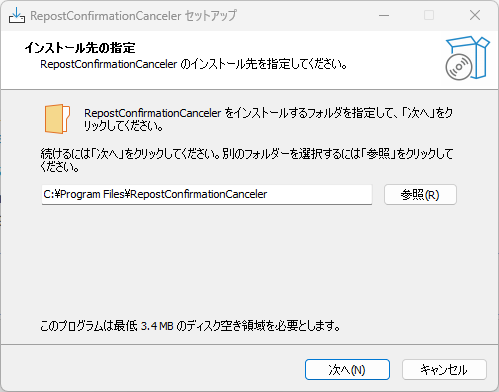 RepostConfirmationCanceler セットアップ
インストール先の指定
RepostConfirmationCanceler のインストール先を指定してください。
RepostConfirmationCanceler をインストールするフォルダを指定して、「次へ」をク
リックしてください。
続けるには「次へ」をクリックしてください。別のフォルダーを選択するには「参照」をクリックして
ください。
C:¥Program Files¥RepostConfirmationCanceler
参照(R)
このプログラムは最低 3.4 MB のディスク空き領域を必要とします。
次へ(N)
キャンセル